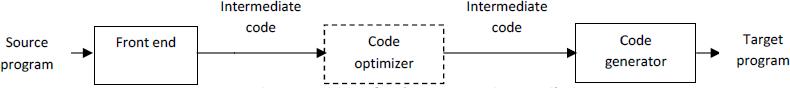 Intermediate
code
Intermediate
code
Source
program
Front end
Code
optimizer
Code
generator
Target
program